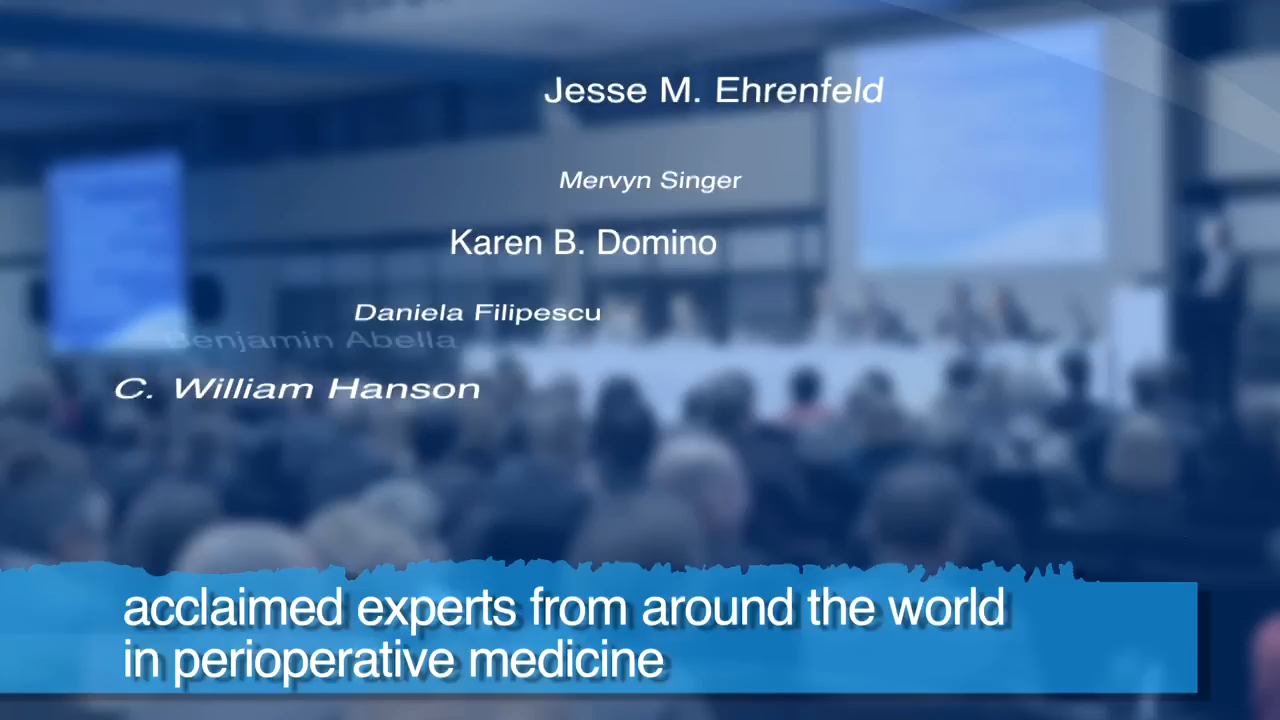 Jesse M. Ehrenfeld
Mervyn Singer
Karen B. Domino
Daniela Filipescu
Benjamin Abella
C. William Hanson
acclaimed experts from around the world
in perioperative medicine